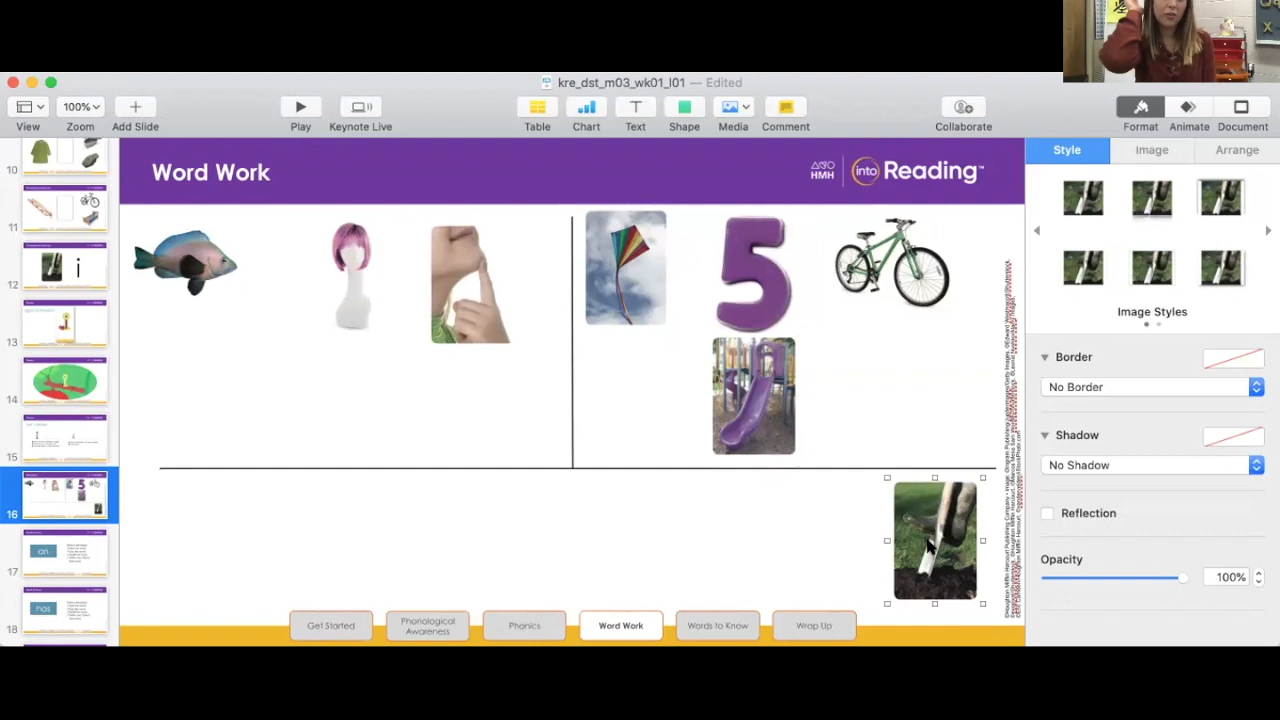 kre_dst_m03_wk01_l01 — Edited
View
100%
Zoom
Add Slide
Play
Keynote Live
Table
Chart
Text
Shape
Media
Comment
Collaborate
Format
Animate
Document
10
11
12
13
14
15
16
17
18
i
an
has
Word Work
HMH
into Reading™
5
Get Started
Phonological Awareness
Phonics
Word Work
Words to Know
Wrap Up
Style
Image
Arrange
Image Styles
Border
No Border
Shadow
No Shadow
Reflection
Opacity
100%